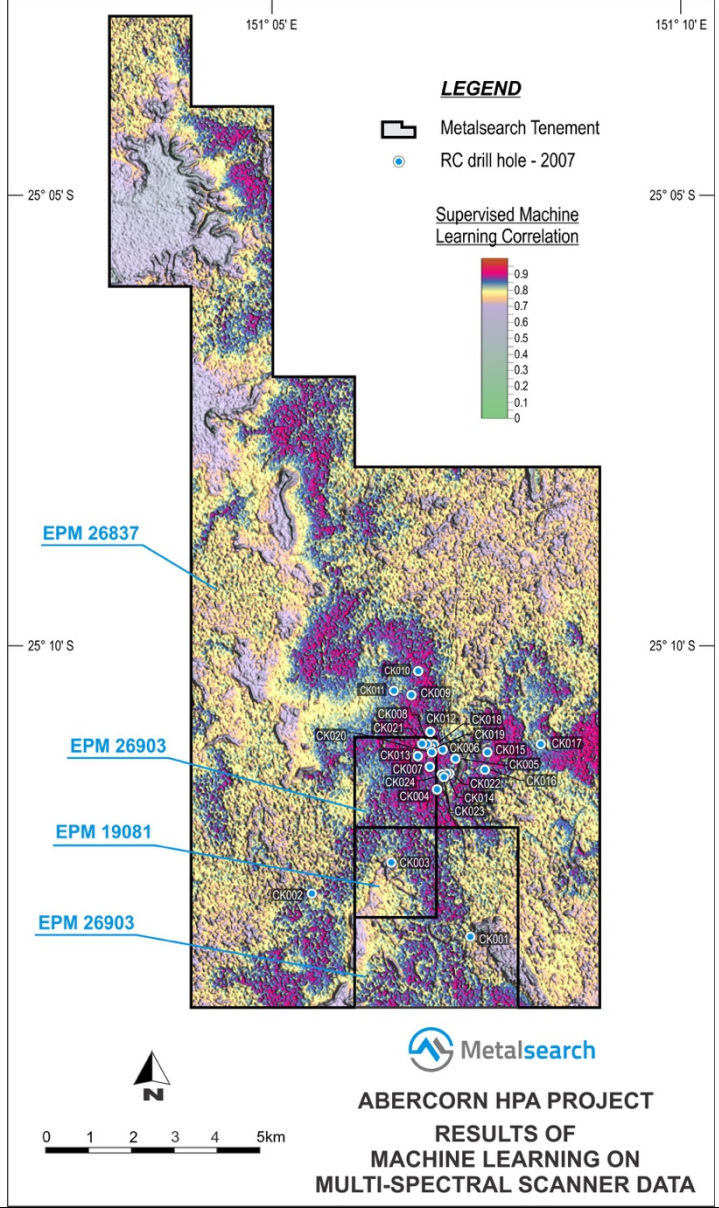 151° 05' E
151° 10' E
LEGEND
Metalsearch Tenement
RC drill hole - 2007
25° 05' S
25° 05' S
Supervised Machine
Learning Correlation
0.9
0.8
0.7
0.6
0.5
0.4
0.3
0.2
0.1
0
EPM 26837
25° 10' S
25° 10' S
CK010
CK011
CK009
CK008
CK012
CK018
CK021
CK019
CK020
CK006
CK015
CK017
CK013
CK005
CK007
CK016
CK024
CK022
CK004
CK014
CK023
EPM 26903
EPM 19081
CK003
CK002
EPM 26903
CK001
Metalsearch
N
ABERCORN HPA PROJECT
0 1 2 3 4 5km
RESULTS OF
MACHINE LEARNING ON
MULTI-SPECTRAL SCANNER DATA